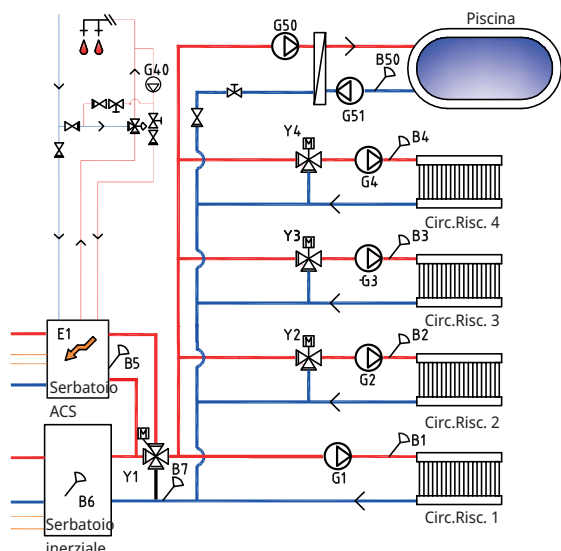 G50
Piscina
G40
B50
G51
Y4
M
B4
G4
Circ.Risc. 4
Y3
M
B3
G3
Circ.Risc. 3
E1
Y2
M
B2
B5
G2
Serbatoio
ACS
Circ.Risc. 2
M
B1
Y1
B7
G1
B6
Serbatoio
inerziale
Circ.Risc. 1